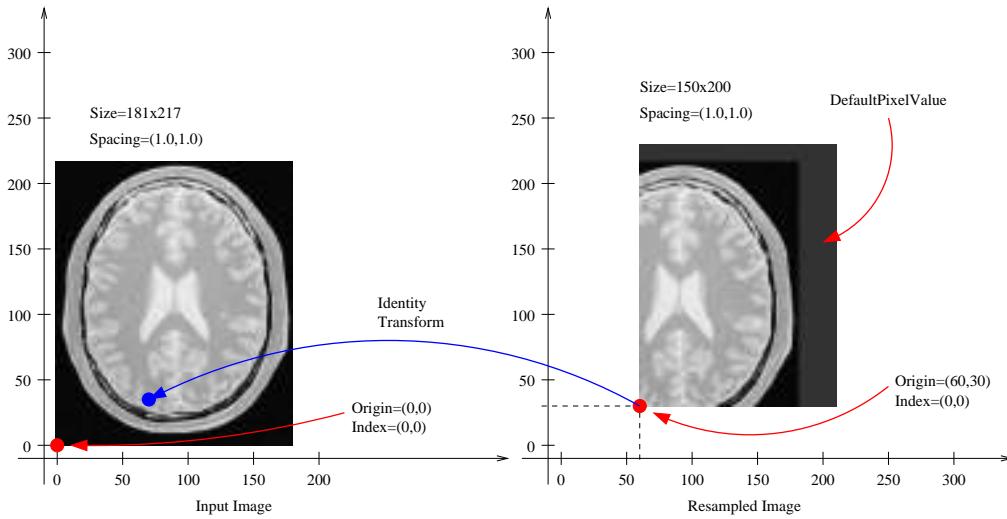 300
250
200
150
100
50
0
Size=181x217
Spacing=(1.0,1.0)
Identity
Transform
Origin=(0,0)
Index=(0,0)
0
50
100
150
200
Input Image
300
250
200
150
100
50
0
Size=150x200
Spacing=(1.0,1.0)
DefaultPixelValue
Origin=(60,30)
Index=(0,0)
0
50
100
150
200
250
300
Resampled Image